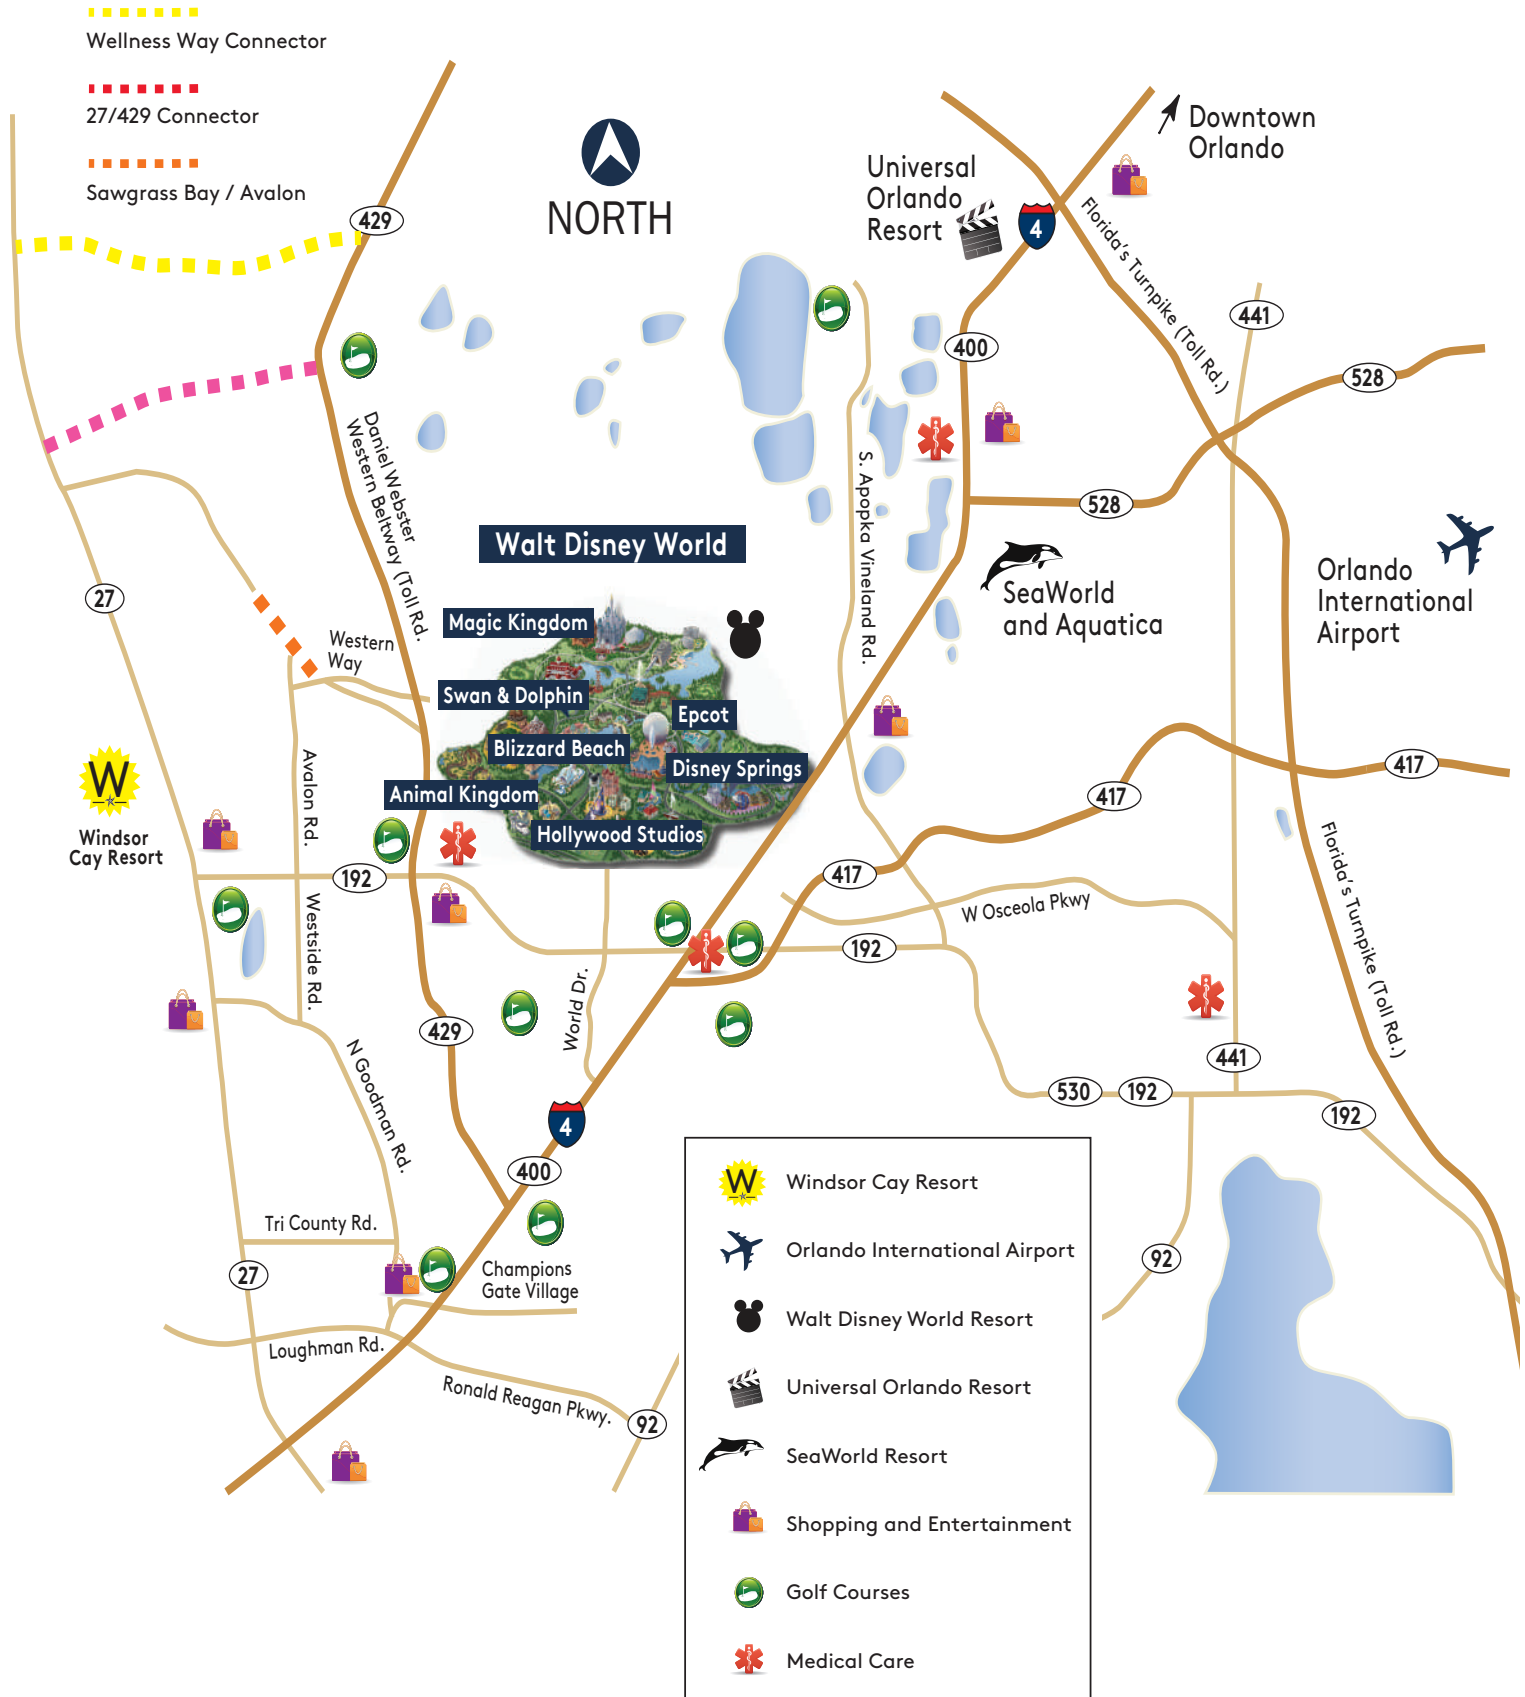 Wellness Way Connector
27/429 Connector
Sawgrass Bay / Avalon
429
NORTH
Universal
Orlando
Resort
4
Downtown
Orlando
Florida's Turnpike (Toll Rd.)
441
400
528
528
Daniel Webster
Western Beltway (Toll Rd.
S. Apopka Vineland Rd.
Walt Disney World
27
Western
Way
Magic Kingdom
Swan & Dolphin
Epcot
Blizzard Beach
Disney Springs
Animal Kingdom
Hollywood Studios
SeaWorld
and Aquatica
Orlando
International
Airport
W
Windsor
Cay Resort
Avalon Rd.
417
417
417
192
Westside Rd.
W Osceola Pkwy
192
Florida's Turnpike (Toll Rd.)
World Dr.
429
N Goodman Rd.
441
530
192
192
4
400
Tri County Rd.
27
Champions
Gate Village
92
Loughman Rd.
Ronald Reagan Pkwy.
92
W
Windsor Cay Resort
Orlando International Airport
Walt Disney World Resort
Universal Orlando Resort
SeaWorld Resort
Shopping and Entertainment
Golf Courses
Medical Care